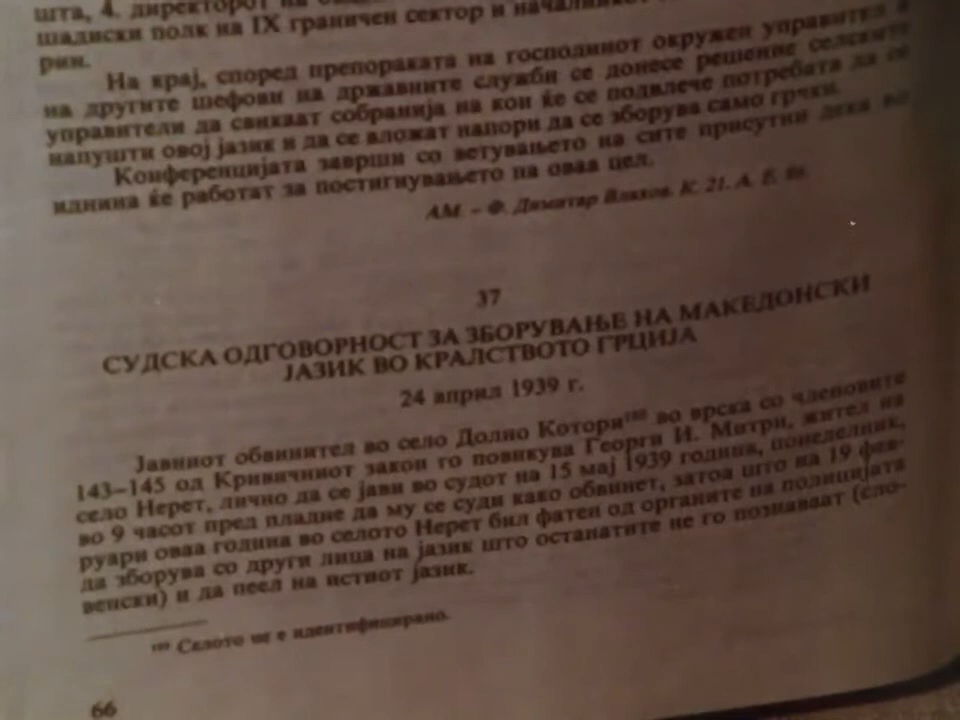 шта, 4. директорот на
шадиски полк на IX граничен сектор и началникот
рин.
На крај, според препораката на господинот окружен управител и
на другите шефови на државните служби се донесе решение селските
управители да свикаат собранија на кои ќе се подвлече потребата да се
напушти овој јазик и да се вложат напори да се зборува само грчки.
Конференцијата заврши со ветувањето на сите присутни дека во
иднина ќе работат за постигнувањето на оваа цел.
АМ. – Ф. Димитар Влахов. К. 21. А. Е.
37
СУДСКА ОДГОВОРНОСТ ЗА ЗБОРУВАЊЕ НА МАКЕДОНСКИ
ЈАЗИК ВО КРАЛСТВОТО ГРЦИЈА
24 април 1939 г.
Јавниот обвинител во село Долно Котори во врска со членовите
143–145 од Кривичниот закон го повикува Георги И. Митри, жител на
село Нерет, лично да се јави во судот на 15 мај 1939 година, понеделник,
во 9 часот пред пладне да му се суди како обвинет, затоа што на 19 фев-
руари оваа година во селото Нерет бил фатен од органите на полицијата
да зборува со други лица на јазик што останатите не го познаваат (сло-
венски) и да пеел на истиот јазик.
Селото не е идентифицирано.
66